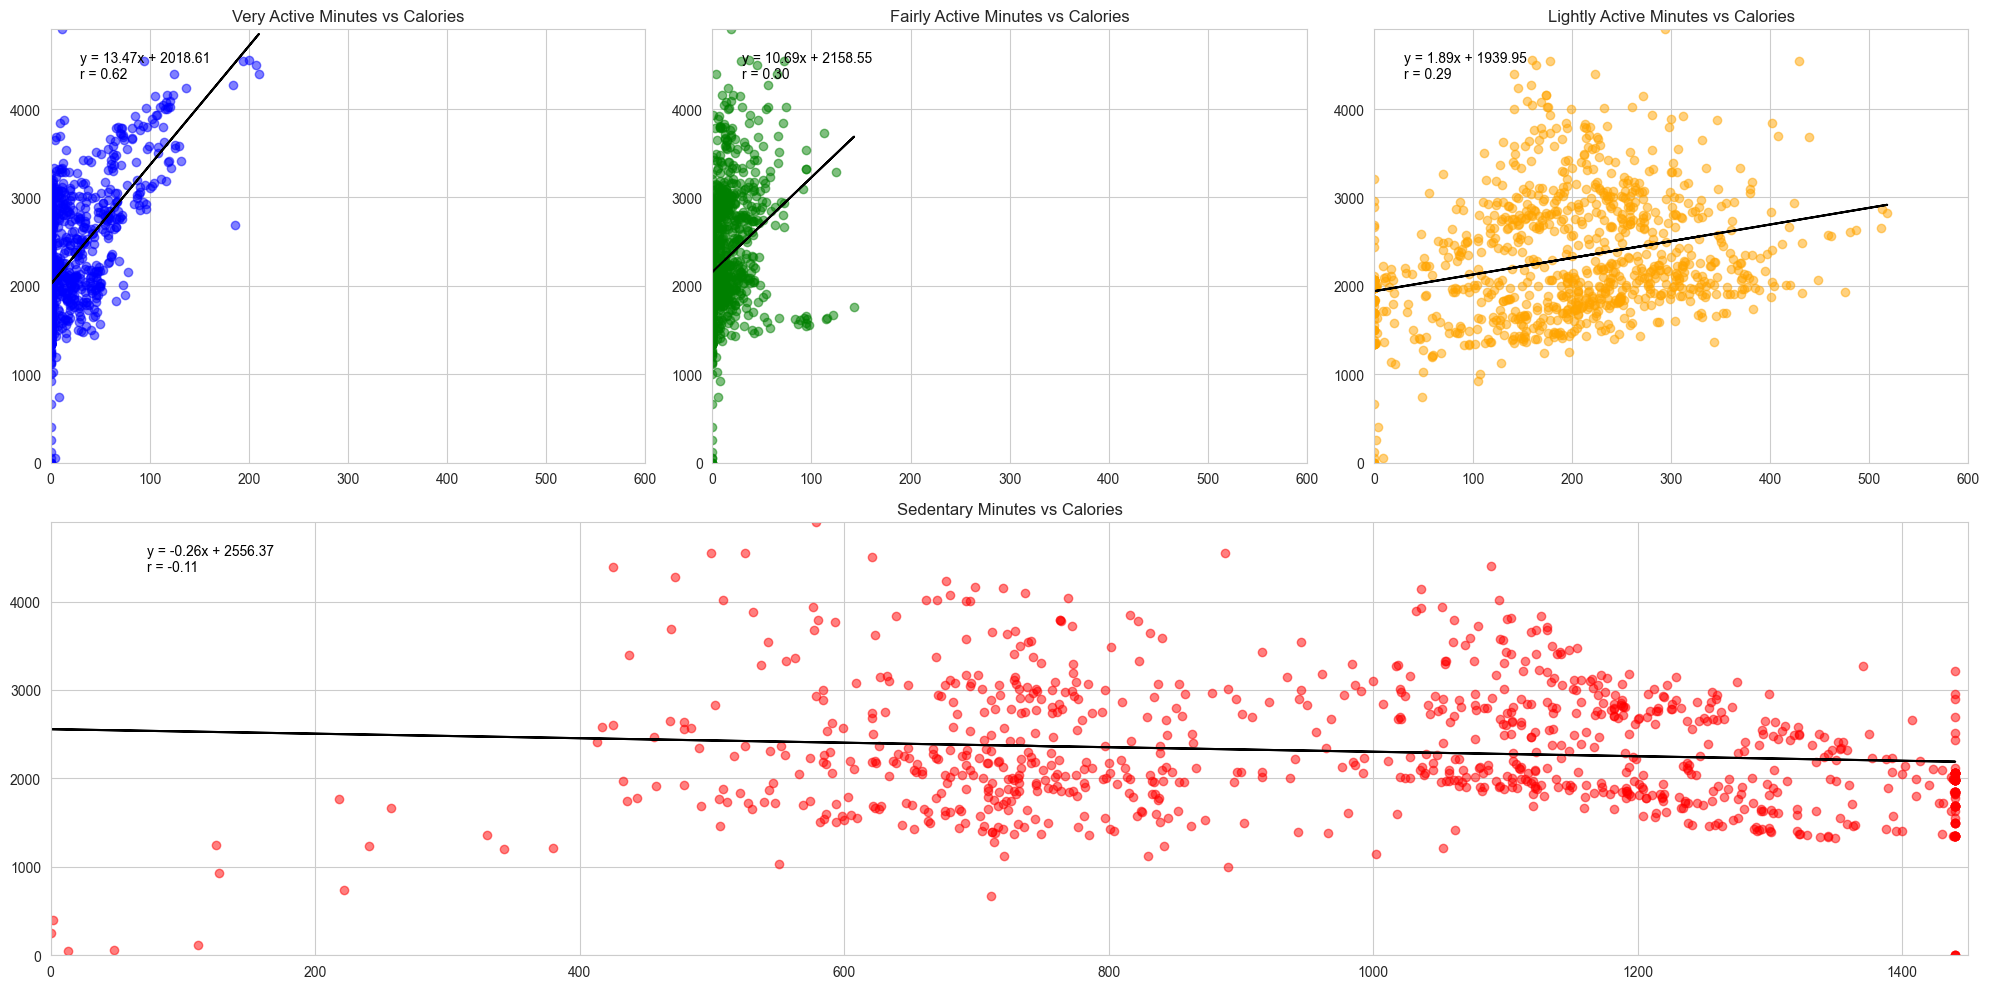 Very Active Minutes vs Calories
y = 13.47x + 2018.61
r = 0.62
4000
3000
2000
1000
0
0 100 200 300 400 500 600
Fairly Active Minutes vs Calories
y = 10.69x + 2158.55
r = 0.30
4000
3000
2000
1000
0
0 100 200 300 400 500 600
Lightly Active Minutes vs Calories
y = 1.89x + 1939.95
r = 0.29
4000
3000
2000
1000
0
0 100 200 300 400 500 600
Sedentary Minutes vs Calories
y = -0.26x + 2556.37
r = -0.11
4000
3000
2000
1000
0
0 200 400 600 800 1000 1200 1400